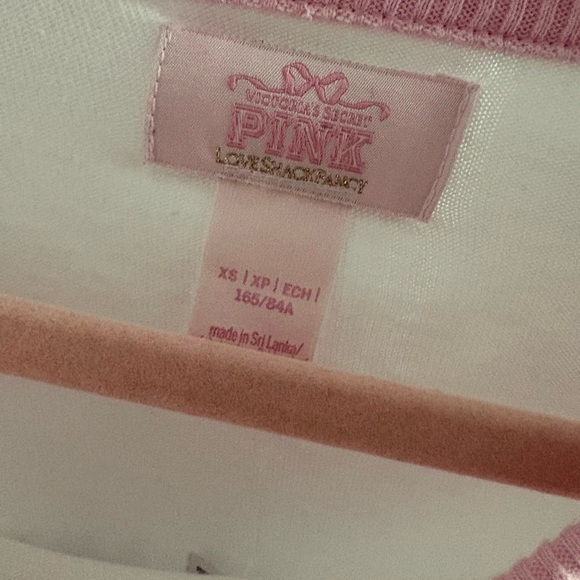 VICTORIA'S SECRET
PINK
LOVESHACKFANCY
XS | XP | ECH |
165/84A
made in Sri Lanka/